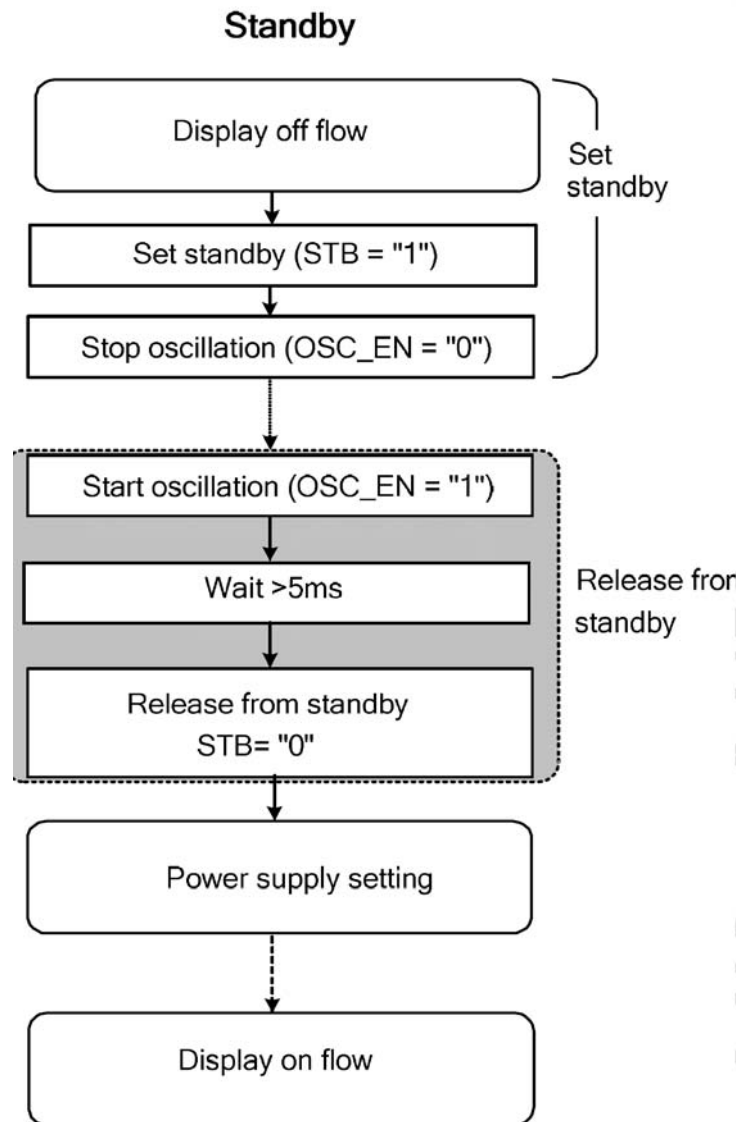 Standby
Display off flow
Set
standby
Set standby (STB = "1")
Stop oscillation (OSC_EN = "0")
Start oscillation (OSC_EN = "1")
Wait >5ms
Release from
standby
Release from standby
STB= "0"
Power supply setting
Display on flow